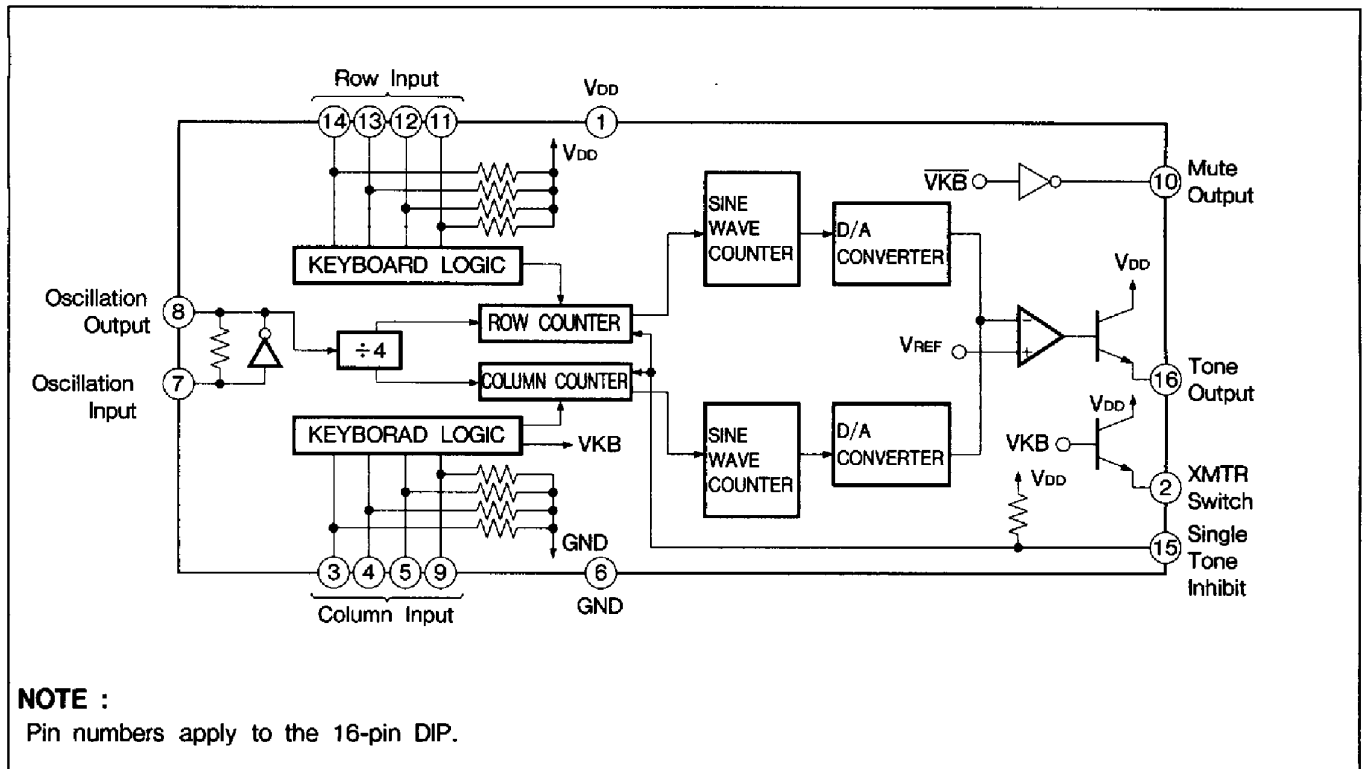 Row Input
VDD
14 13 12 11
1
VDD
Mute
Output
10
VKB
SINE
WAVE
COUNTER
D/A
CONVERTER
KEYBOARD LOGIC
VDD
Oscillation
Output
8
ROW COUNTER
÷4
VREF
−
+
Oscillation
Input
7
COLUMN COUNTER
16
Tone
Output
KEYBORAD LOGIC
VKB
SINE
WAVE
COUNTER
D/A
CONVERTER
VDD
VKB
2
XMTR
Switch
VDD
GND
15
Single
Tone
Inhibit
3 4 5 9
6
Column Input
GND
NOTE :
Pin numbers apply to the 16-pin DIP.